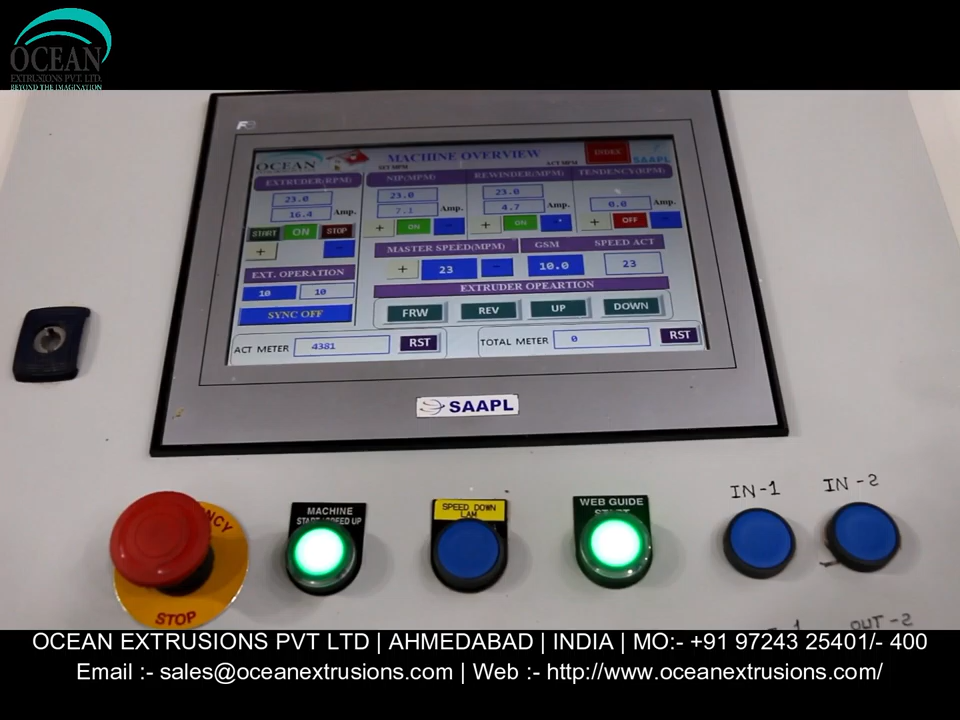 OCEAN
EXTRUSIONS PVT. LTD.
BEYOND THE IMAGINATION
OCEAN
MACHINE OVERVIEW
INDEX
SAAPL
SET MPM
ACT MPM
EXTRUDER(RPM)
NIP(MPM)
REWINDER(MPM)
TENDENCY(RPM)
23.0
23.0
23.0
16.4 Amp.
7.1 Amp.
4.7 Amp.
0.0 Amp.
START ON STOP
+ ON -
+ ON -
+ OFF -
+ -
MASTER SPEED(MPM)
GSM
SPEED ACT
+ 23 -
10.0
23
EXT. OPERATION
10 10
EXTRUDER OPEARTION
SYNC OFF
FRW REV UP DOWN
ACT METER 4381 RST
TOTAL METER 0 RST
SAAPL
NCY
STOP
MACHINE
START/SPEED UP
SPEED DOWN
LAM
WEB GUIDE
START
IN-1
IN-2
OUT-2
OCEAN EXTRUSIONS PVT LTD | AHMEDABAD | INDIA | MO:- +91 97243 25401/- 400
Email :- sales@oceanextrusions.com | Web :- http://www.oceanextrusions.com/